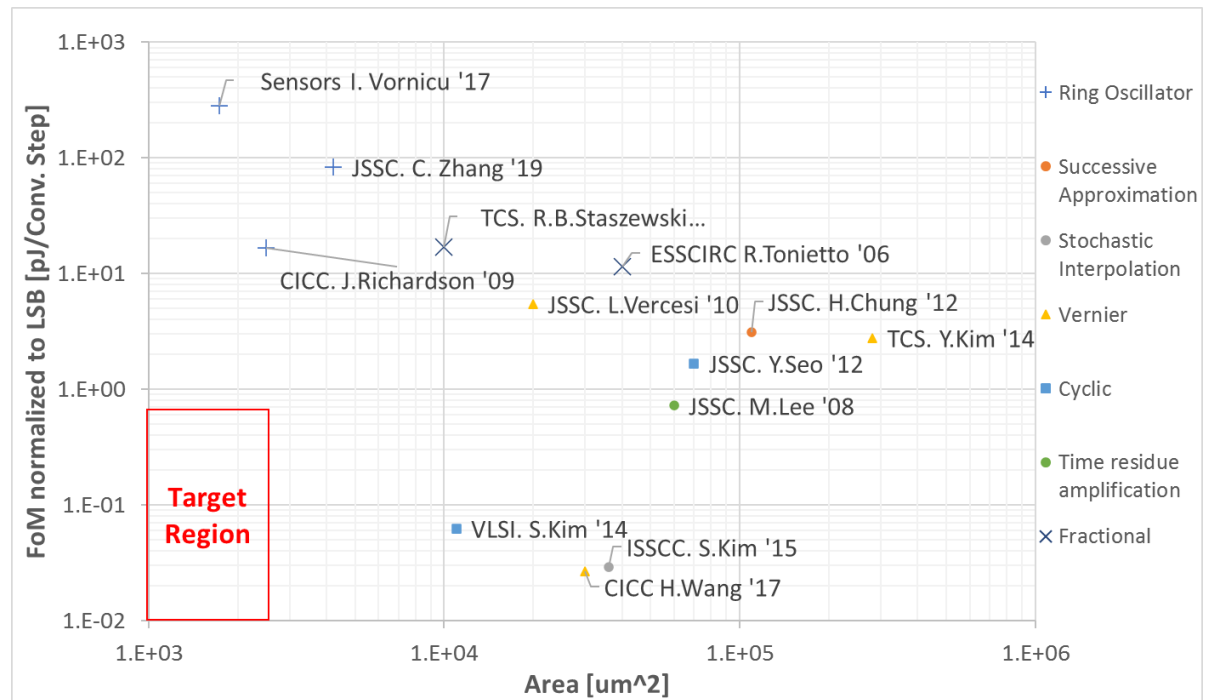 FoM normalized to LSB [pJ/Conv. Step]
1.E+03
1.E+02
1.E+01
1.E+00
1.E-01
1.E-02
Sensors I. Vornicu '17
JSSC. C. Zhang '19
TCS. R.B.Staszewski...
CICC. J.Richardson '09
ESSCIRC R.Tonietto '06
JSSC. L.Vercesi '10
JSSC. H.Chung '12
TCS. Y.Kim '14
JSSC. Y.Seo '12
JSSC. M.Lee '08
Target
Region
VLSI. S.Kim '14
ISSCC. S.Kim '15
CICC H.Wang '17
1.E+03
1.E+04
1.E+05
1.E+06
Area [um^2]
Ring Oscillator
Successive
Approximation
Stochastic
Interpolation
Vernier
Cyclic
Time residue
amplification
Fractional